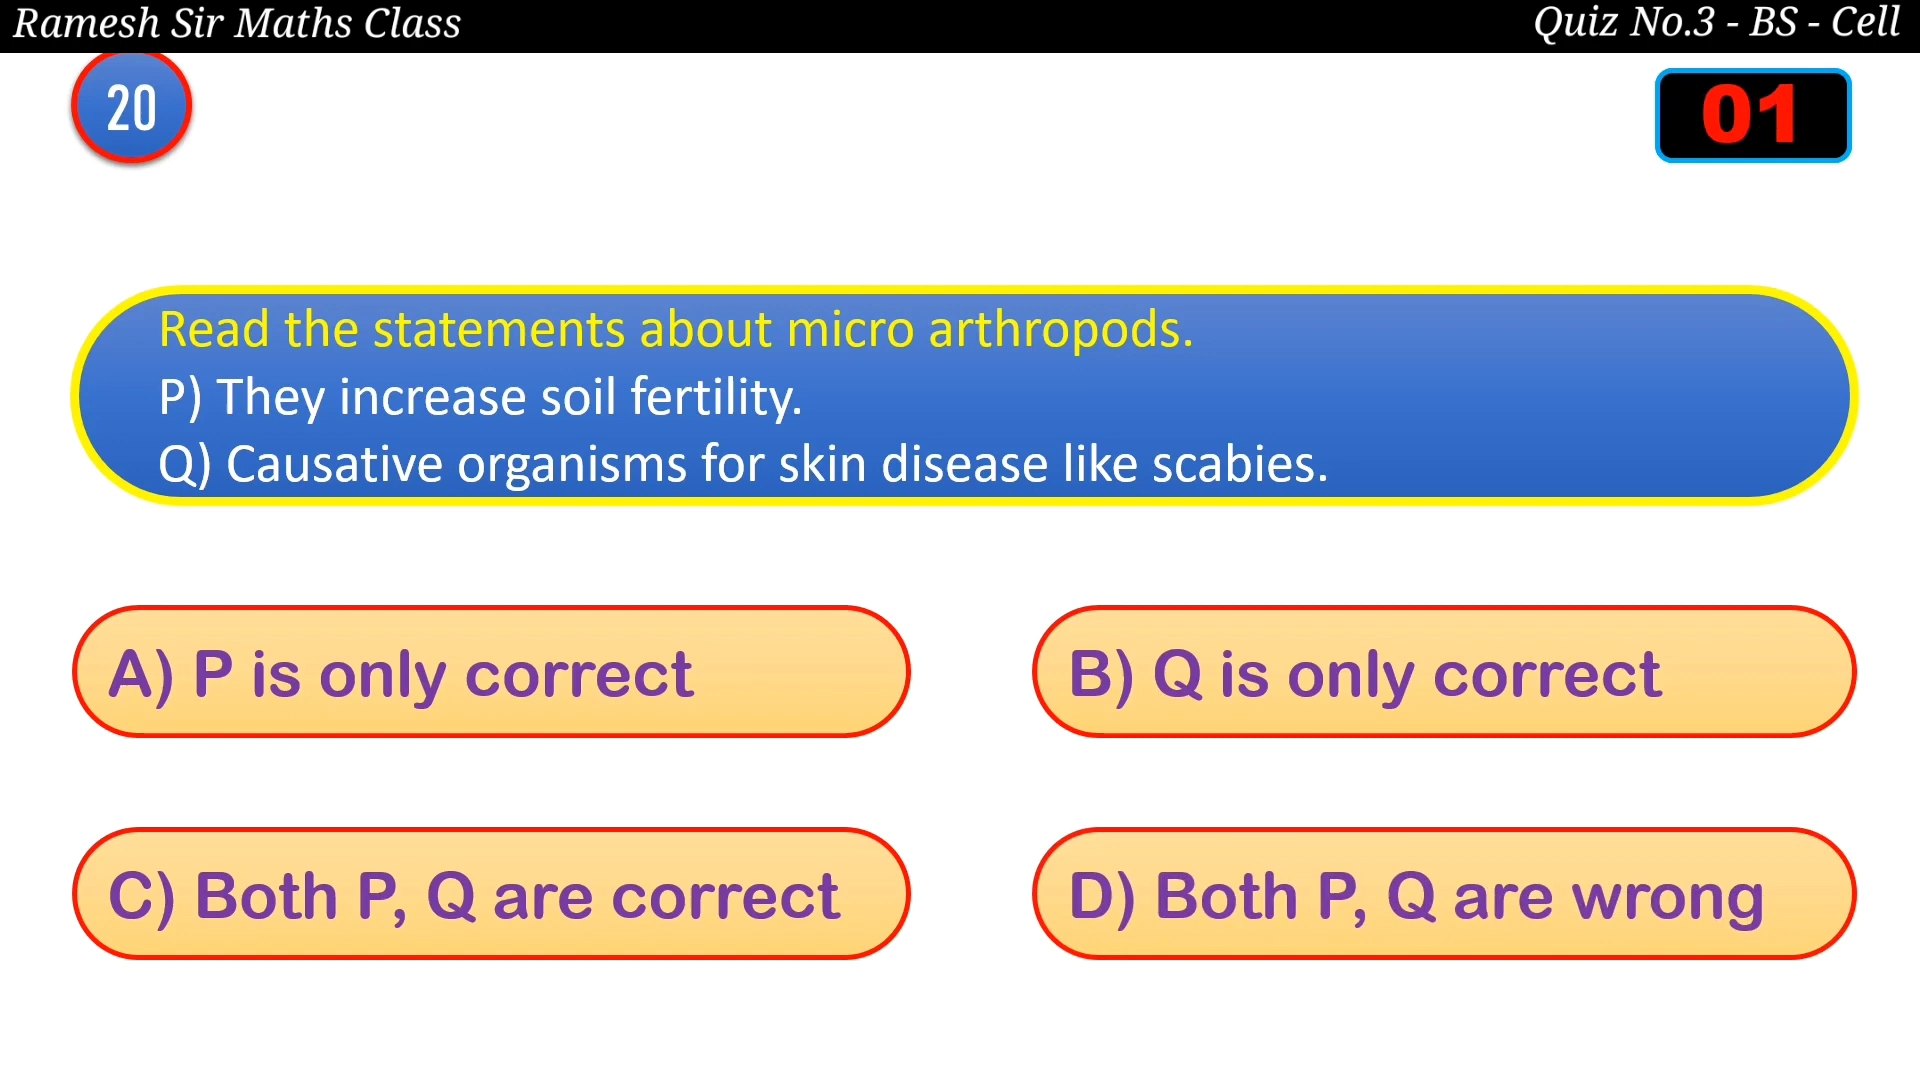 Ramesh Sir Maths Class
Quiz No.3 - BS - Cell
20
01
Read the statements about micro arthropods.
P) They increase soil fertility.
Q) Causative organisms for skin disease like scabies.
A) P is only correct
B) Q is only correct
C) Both P, Q are correct
D) Both P, Q are wrong